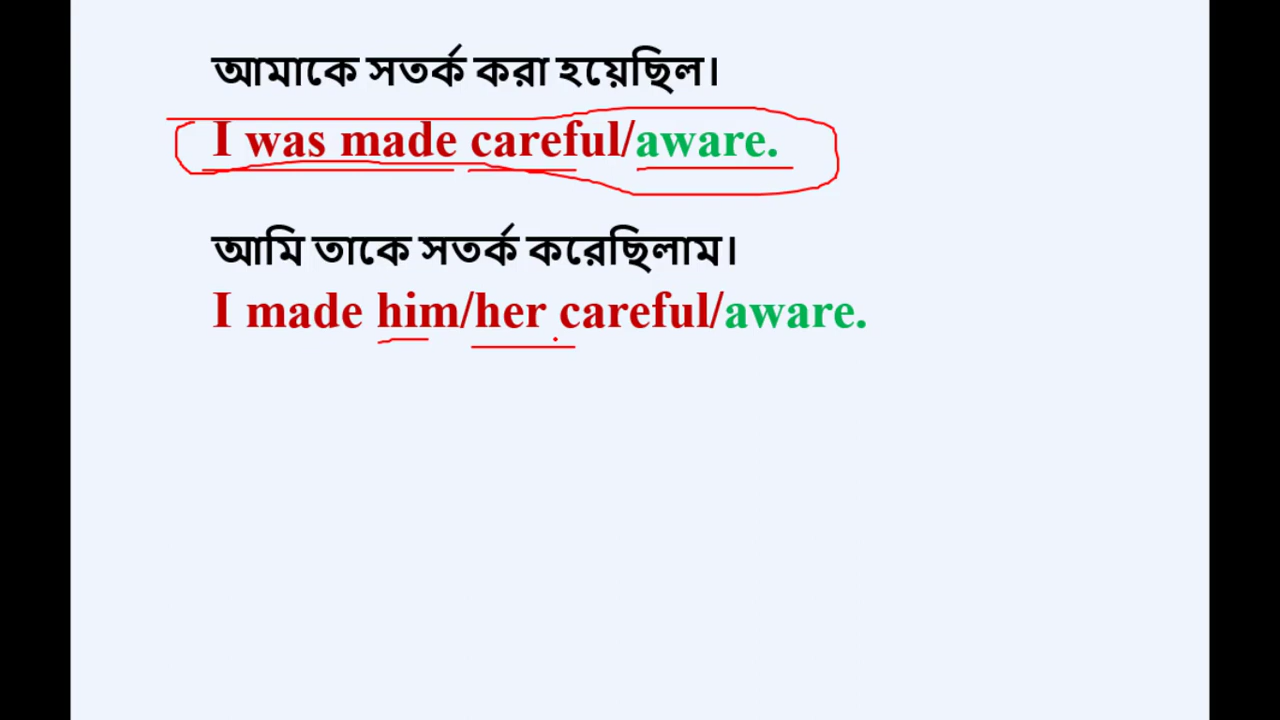 আমাকে সতর্ক করা হয়েছিল।
I was made careful/aware.
আমি তাকে সতর্ক করেছিলাম।
I made him/her careful/aware.